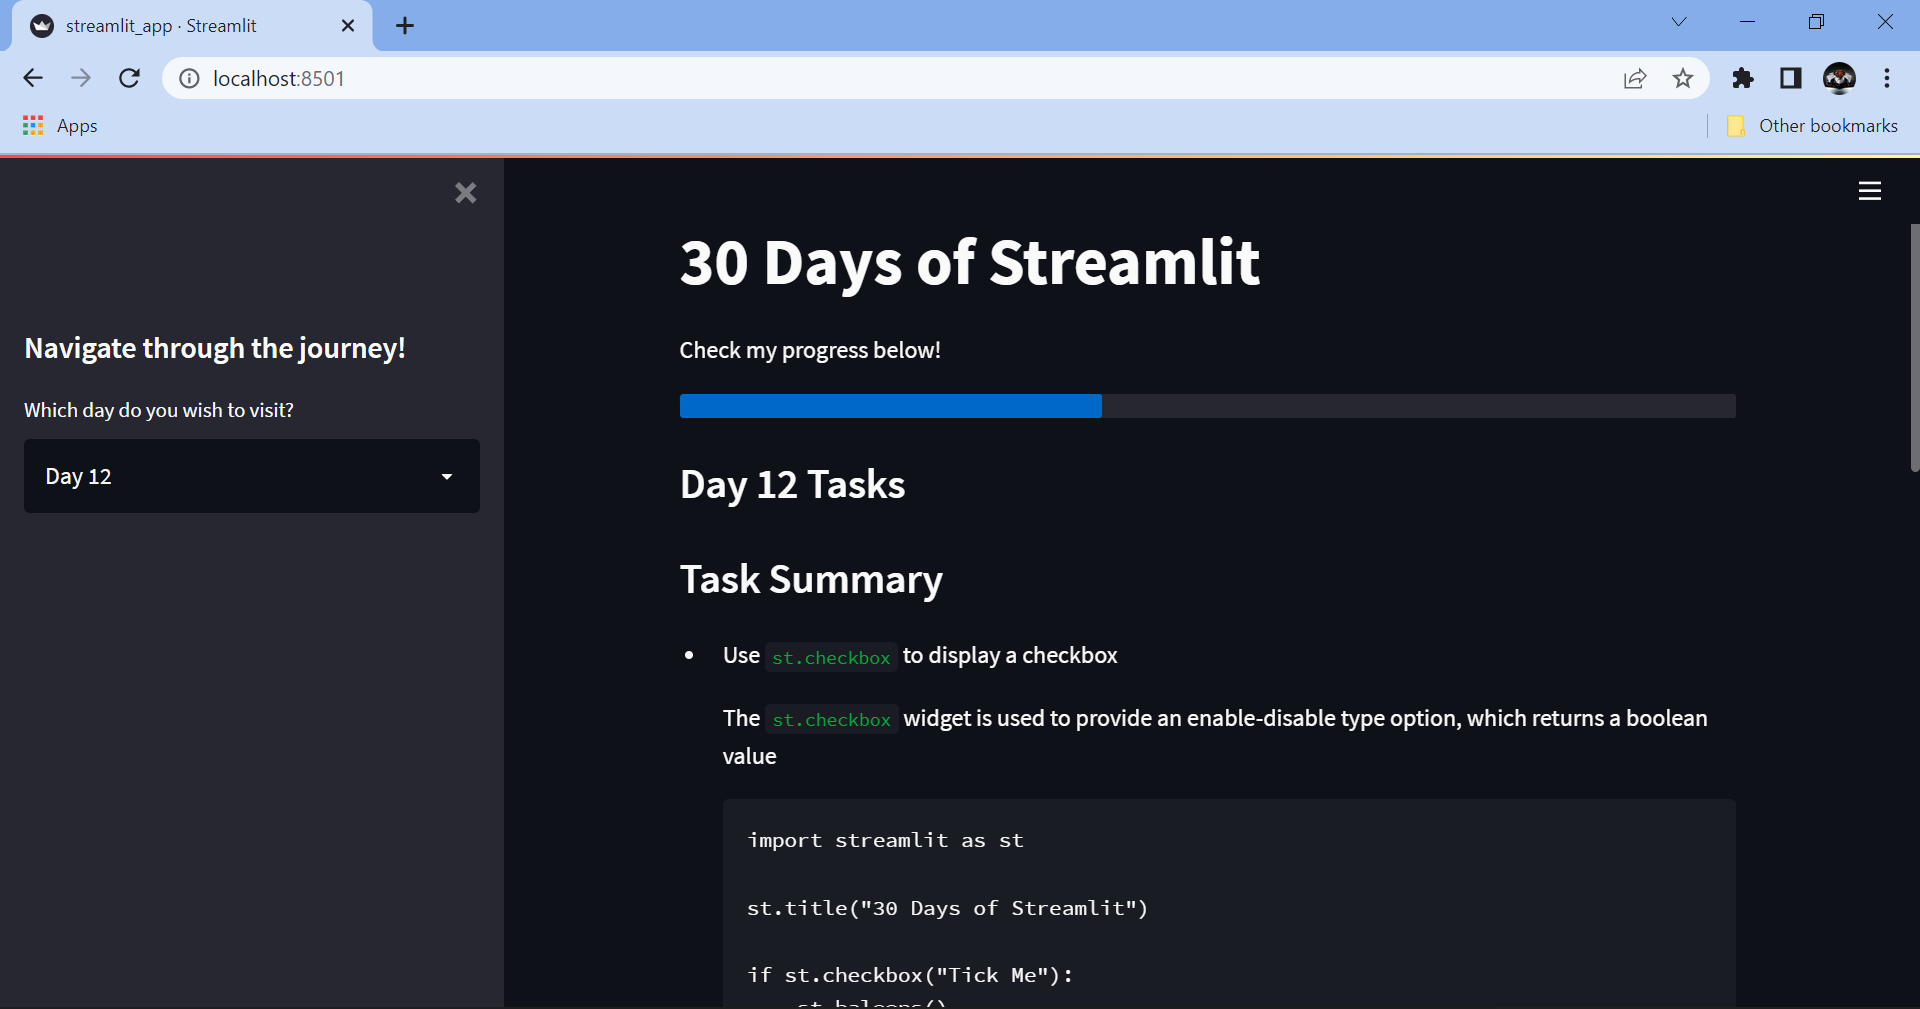 streamlit_app · Streamlit
localhost:8501
Apps
Other bookmarks
Navigate through the journey!
Which day do you wish to visit?
Day 12
30 Days of Streamlit
Check my progress below!
Day 12 Tasks
Task Summary
Use st.checkbox to display a checkbox
The st.checkbox widget is used to provide an enable-disable type option, which returns a boolean
value
import streamlit as st
st.title("30 Days of Streamlit")
if st.checkbox("Tick Me"):
st.baloons()